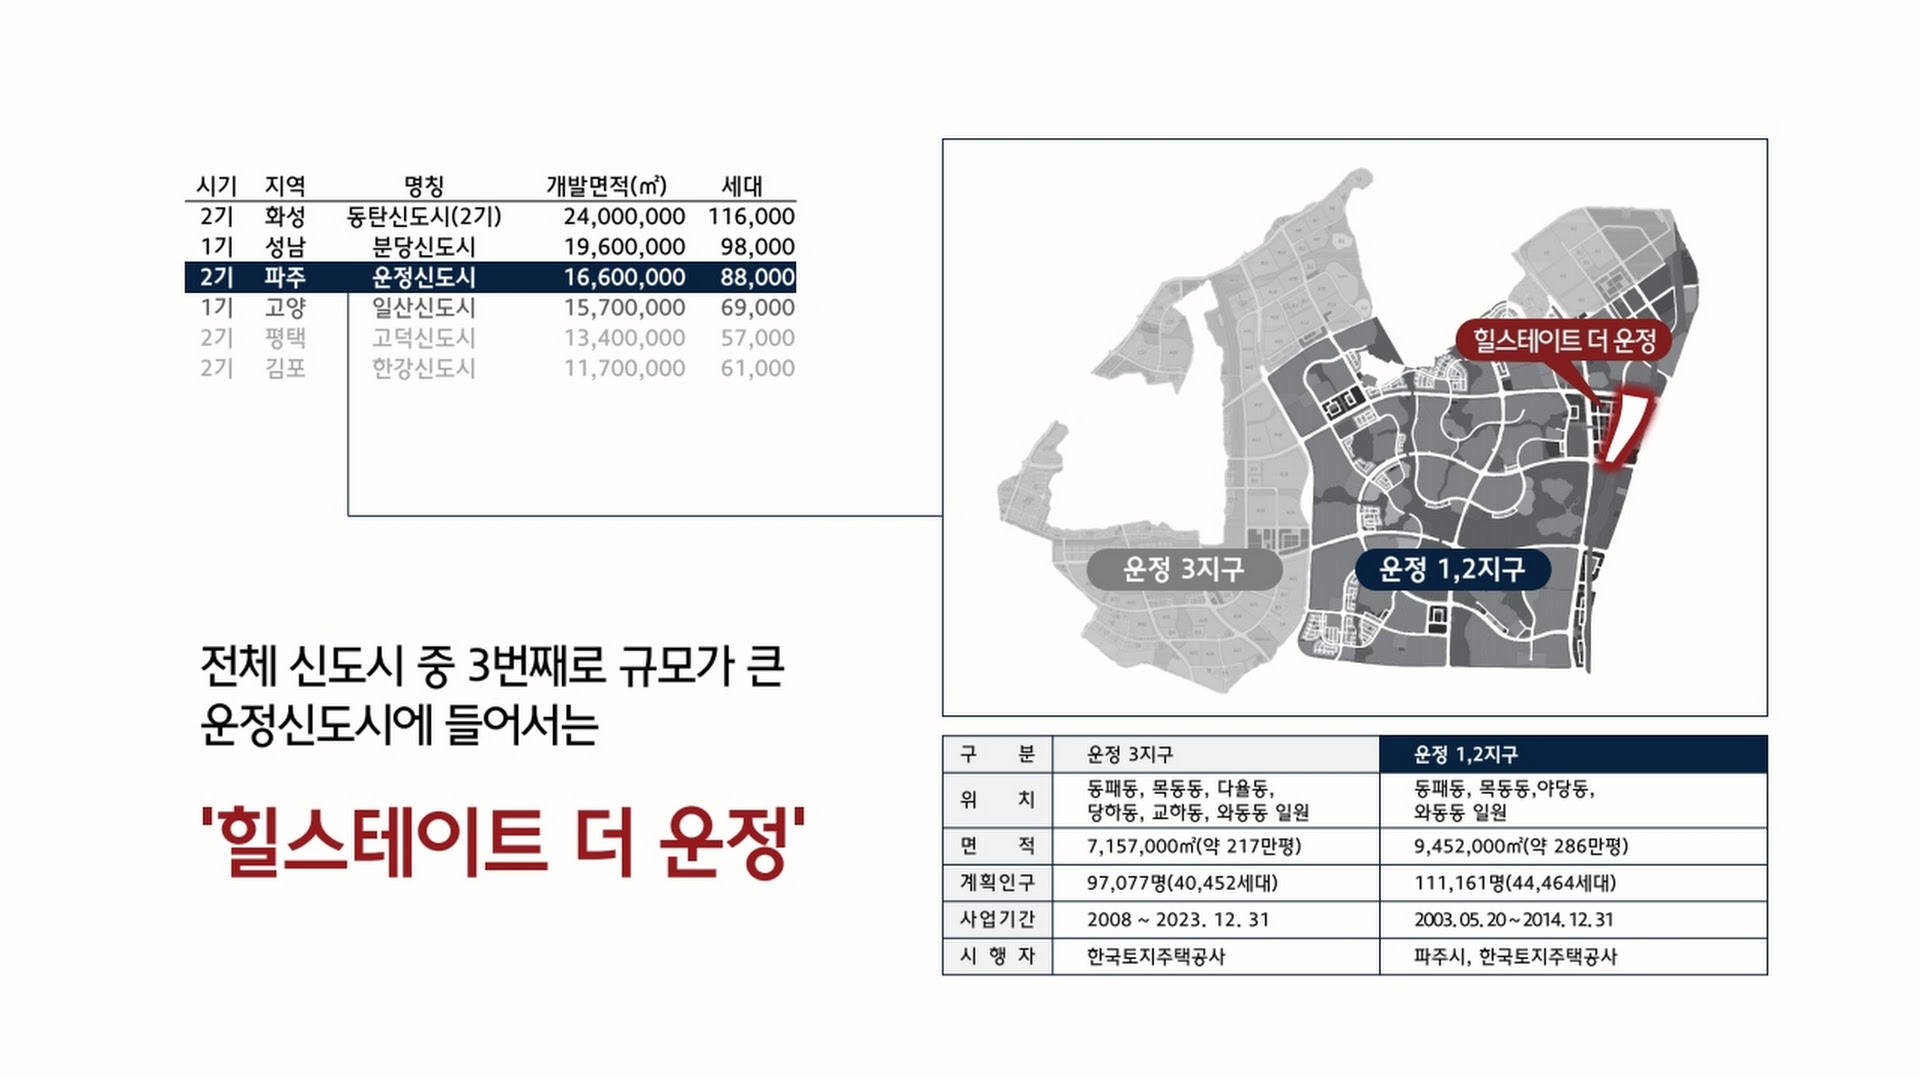 시기 지역 명칭 개발면적(㎡) 세대
2기 화성 동탄신도시(2기) 24,000,000 116,000
1기 성남 분당신도시 19,600,000 98,000
2기 파주 운정신도시 16,600,000 88,000
1기 고양 일산신도시 15,700,000 69,000
2기 평택 고덕신도시 13,400,000 57,000
2기 김포 한강신도시 11,700,000 61,000
전체 신도시 중 3번째로 규모가 큰
운정신도시에 들어서는
'힐스테이트 더 운정'
힐스테이트 더 운정
운정 3지구
운정 1,2지구
구 분 운정 3지구 운정 1,2지구
위 치 동패동, 목동동, 다율동, 당하동, 교하동, 와동동 일원 동패동, 목동동,야당동, 와동동 일원
면 적 7,157,000㎡(약 217만평) 9,452,000㎡(약 286만평)
계획인구 97,077명(40,452세대) 111,161명(44,464세대)
사업기간 2008 ~ 2023. 12. 31 2003.05.20~2014.12.31
시 행 자 한국토지주택공사 파주시, 한국토지주택공사